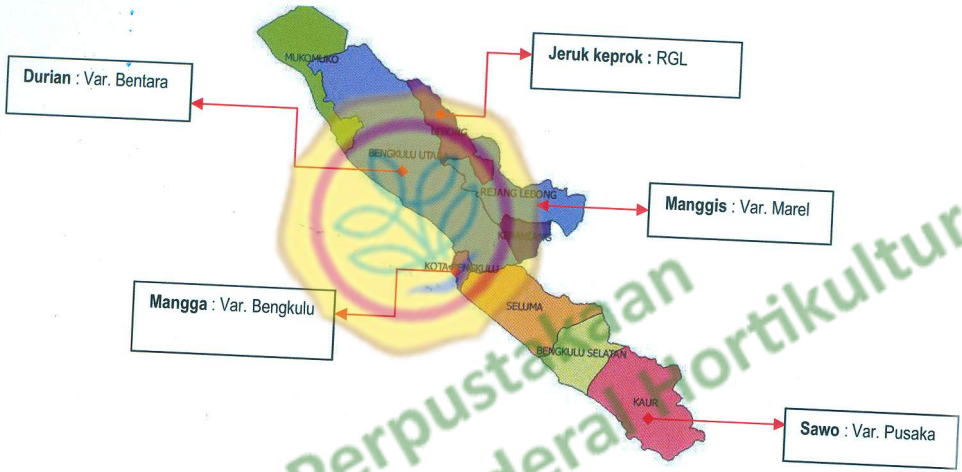 MUKOMUKO
Jeruk keprok : RGL
Durian : Var. Bentara
LEBONG
BENGKULU UTARA
REJANG LEBONG
Manggis : Var. Marel
KEPAHIANG
KOTA BENGKULU
Mangga : Var. Bengkulu
SELUMA
BENGKULU SELATAN
KAUR
Sawo : Var. Pusaka
Perpustakaan
Hortikultur